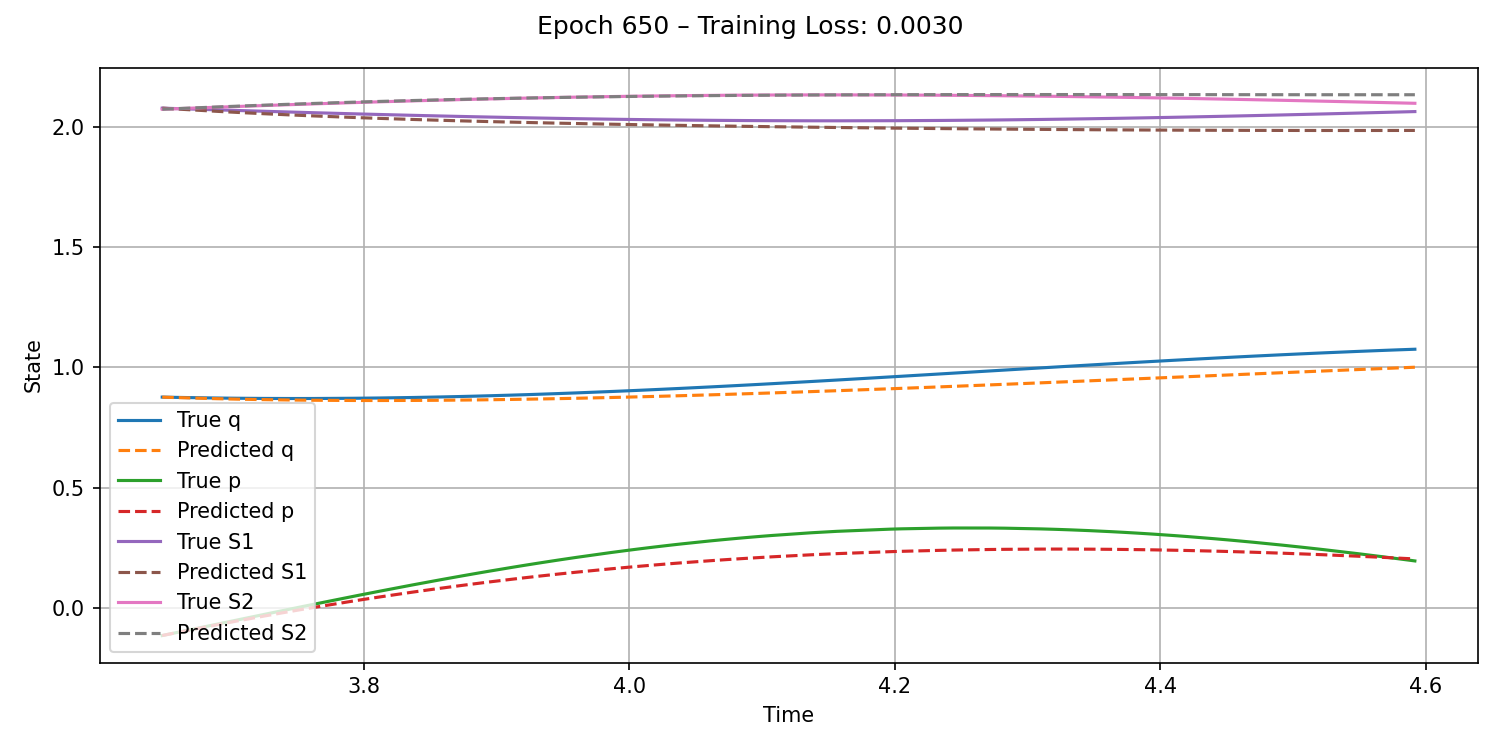 Epoch 650 – Training Loss: 0.0030
State
2.0
1.5
1.0
0.5
0.0
True q
Predicted q
True p
Predicted p
True S1
Predicted S1
True S2
Predicted S2
3.8
4.0
4.2
4.4
4.6
Time